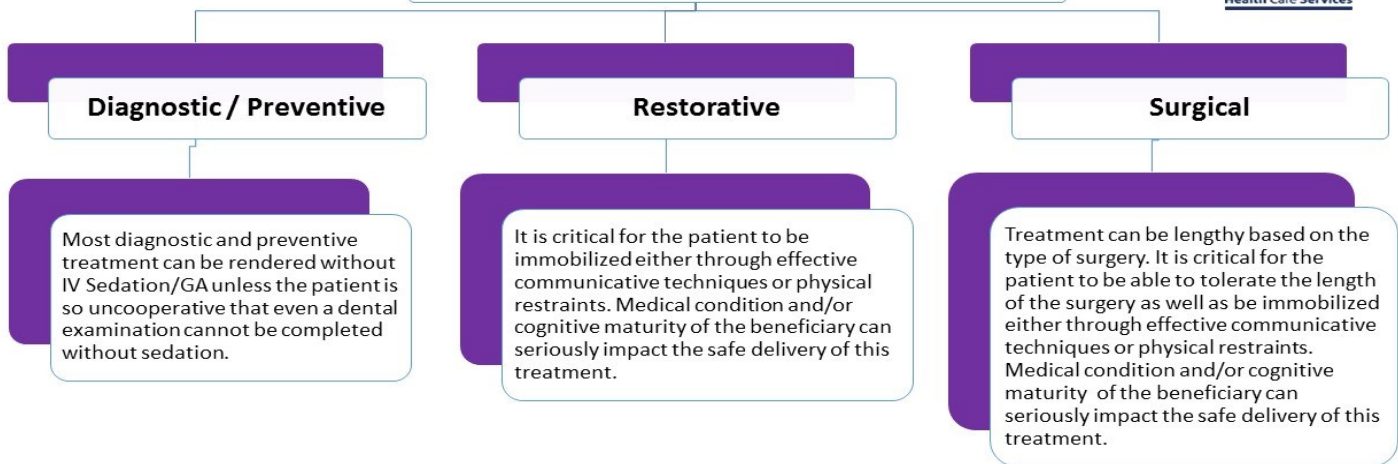 Health Care Services
Diagnostic / Preventive
Most diagnostic and preventive
treatment can be rendered without
IV Sedation/GA unless the patient is
so uncooperative that even a dental
examination cannot be completed
without sedation.
Restorative
It is critical for the patient to be
immobilized either through effective
communicative techniques or physical
restraints. Medical condition and/or
cognitive maturity of the beneficiary can
seriously impact the safe delivery of this
treatment.
Surgical
Treatment can be lengthy based on the
type of surgery. It is critical for the
patient to be able to tolerate the length
of the surgery as well as be immobilized
either through effective communicative
techniques or physical restraints.
Medical condition and/or cognitive
maturity of the beneficiary can
seriously impact the safe delivery of this
treatment.